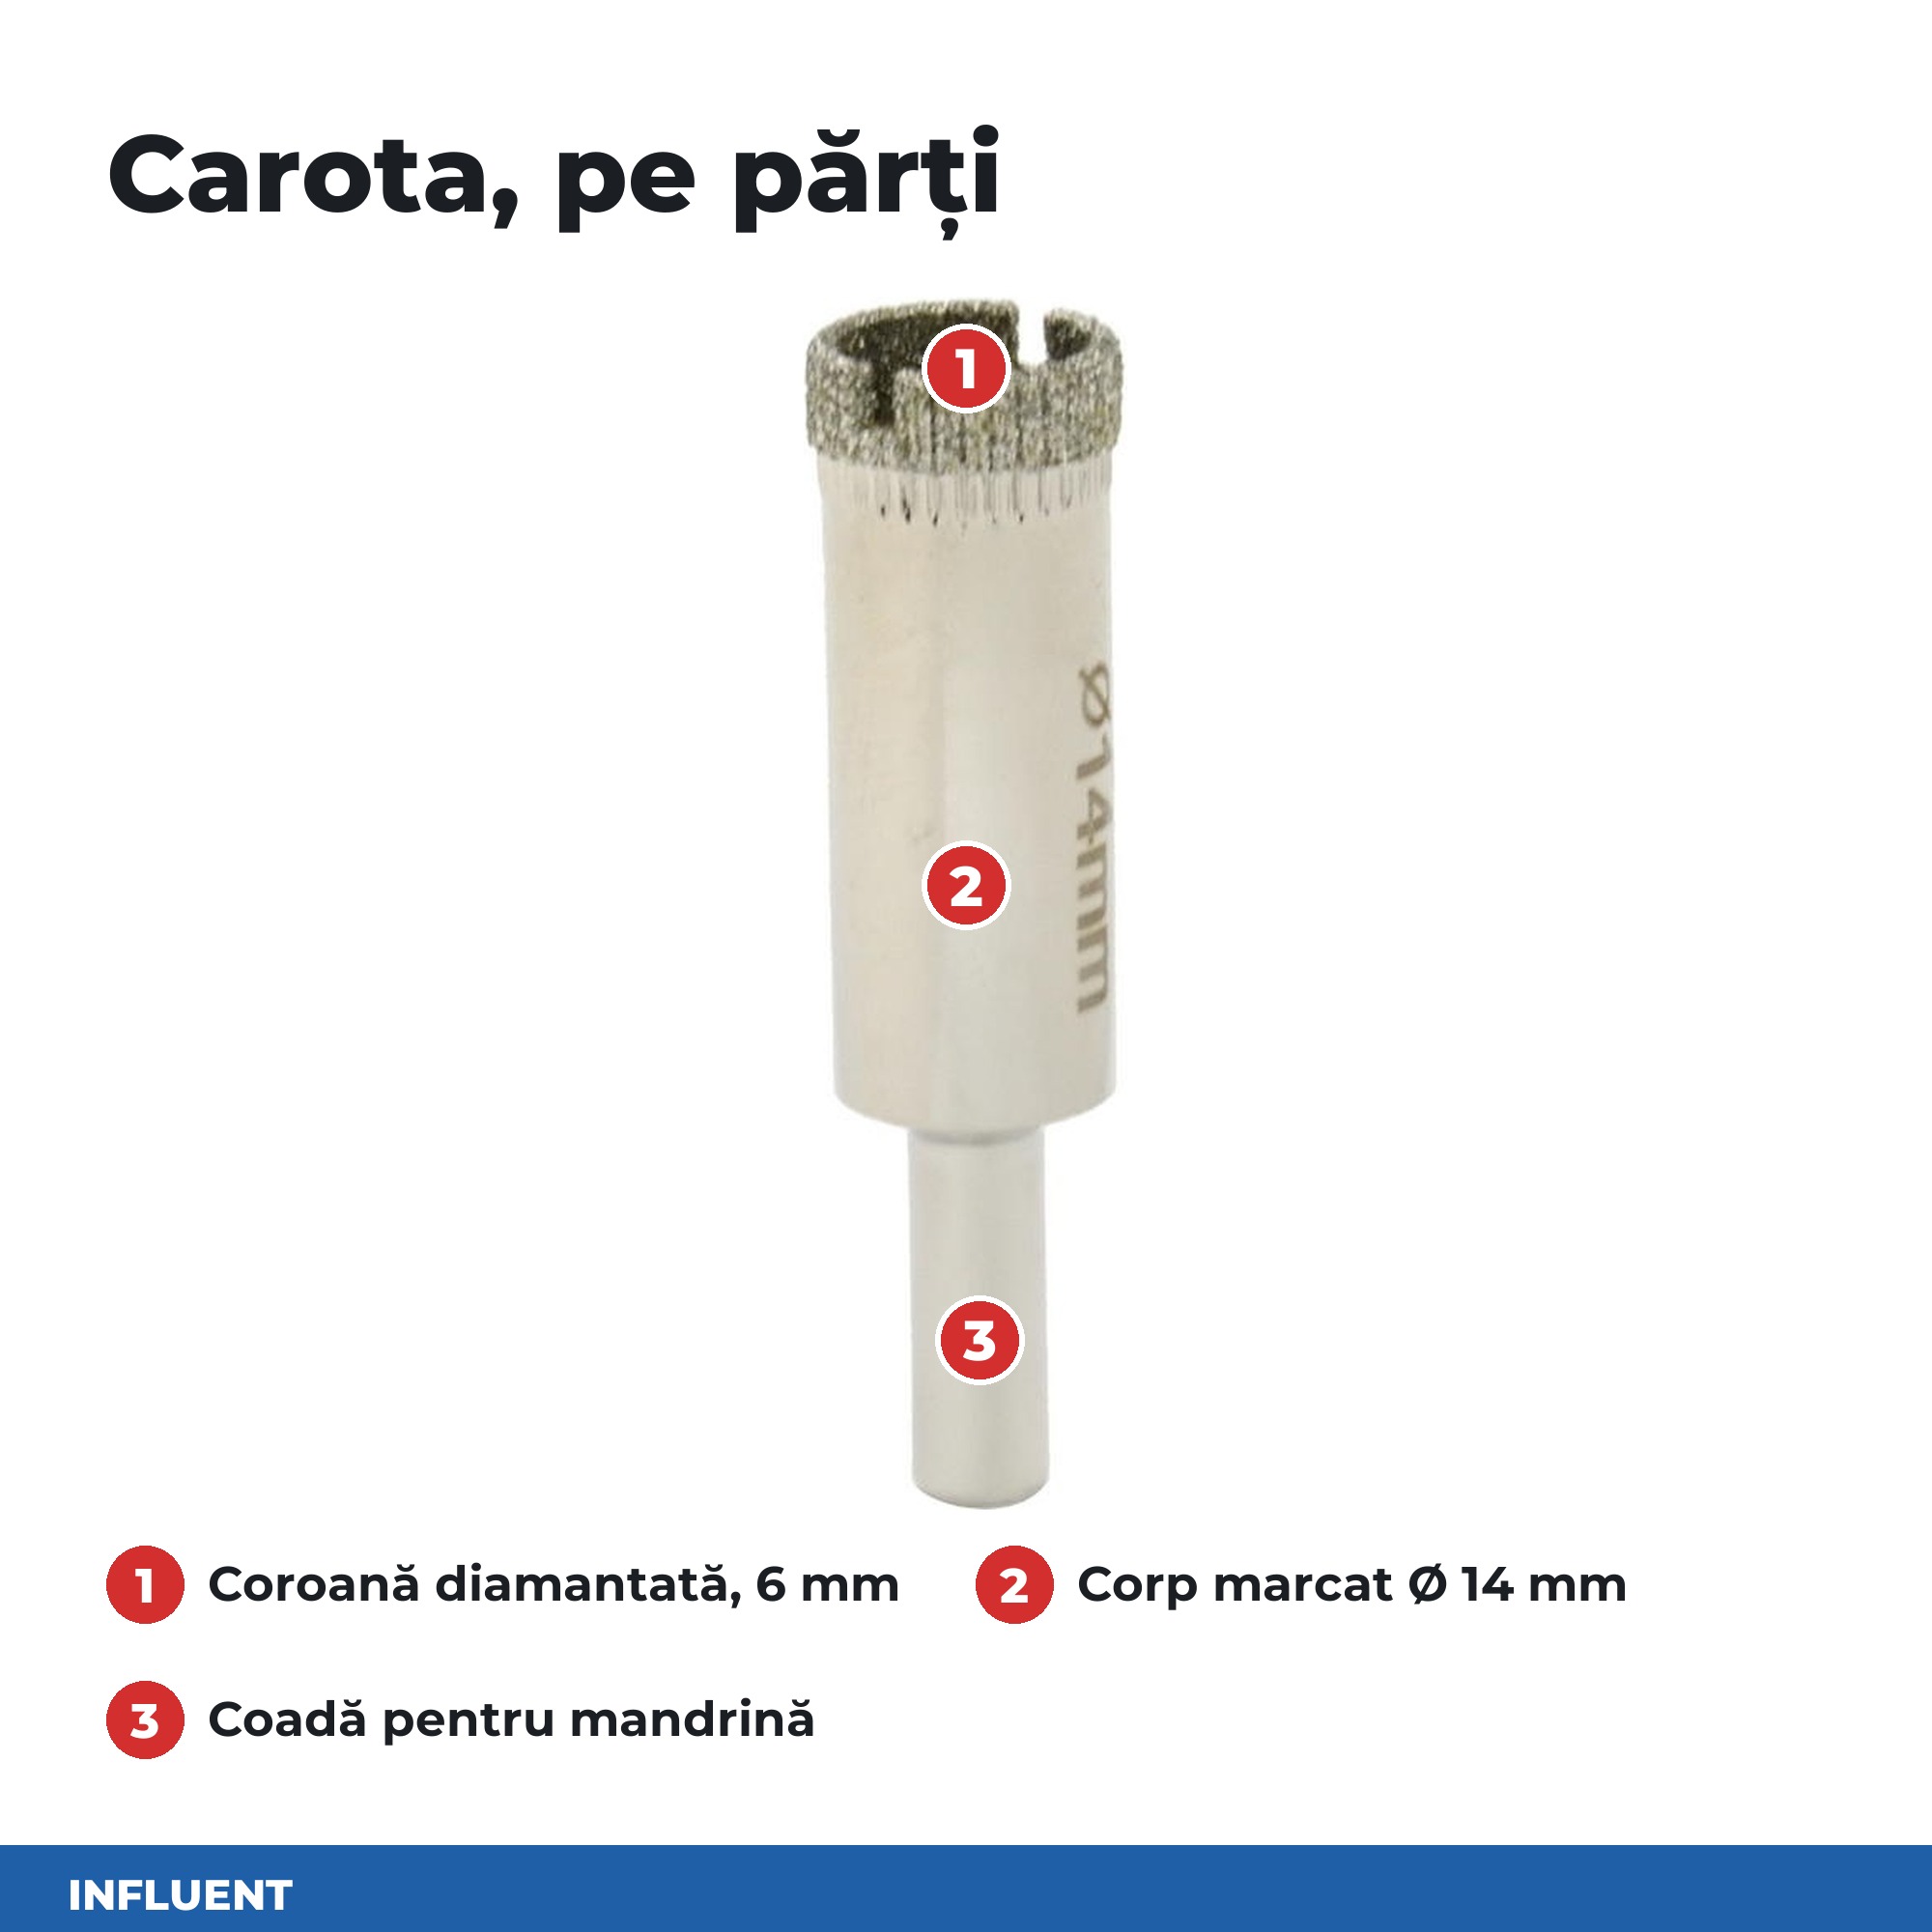 Carota, pe părți
1
Ø14mm
2
3
1 Coroană diamantată, 6 mm
2 Corp marcat Ø 14 mm
3 Coadă pentru mandrină
INFLUENT